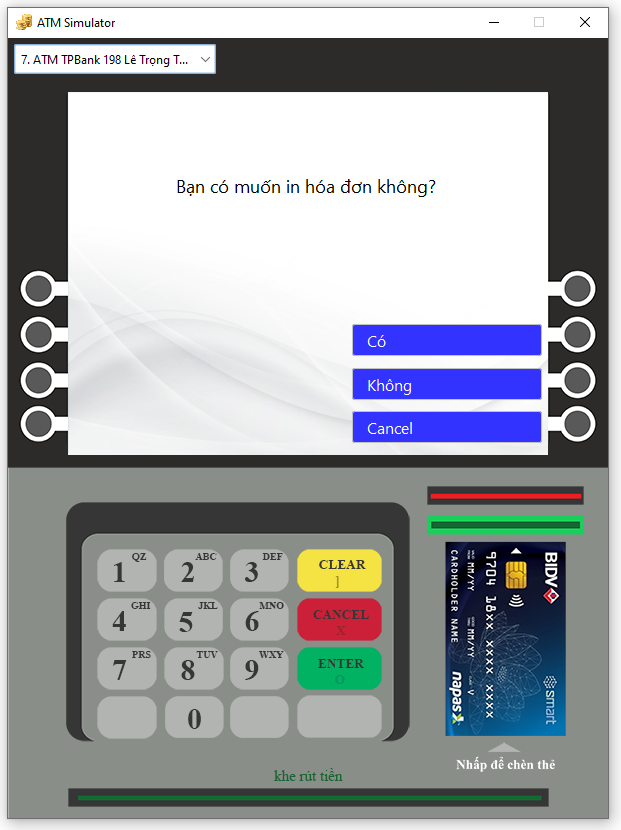 ATM Simulator
7. ATM TPBank 198 Lê Trọng T...
Bạn có muốn in hóa đơn không?
Có
Không
Cancel
1 QZ
2 ABC
3 DEF
CLEAR
]
4 GHI
5 JKL
6 MNO
CANCEL
X
7 PRS
8 TUV
9 WXY
ENTER
O
0
BIDV
smart
9704 18xx xxxx xxxx
MM/YY MM/YY V
CARDHOLDER NAME
napas
Nhấp để chèn thẻ
khe rút tiền